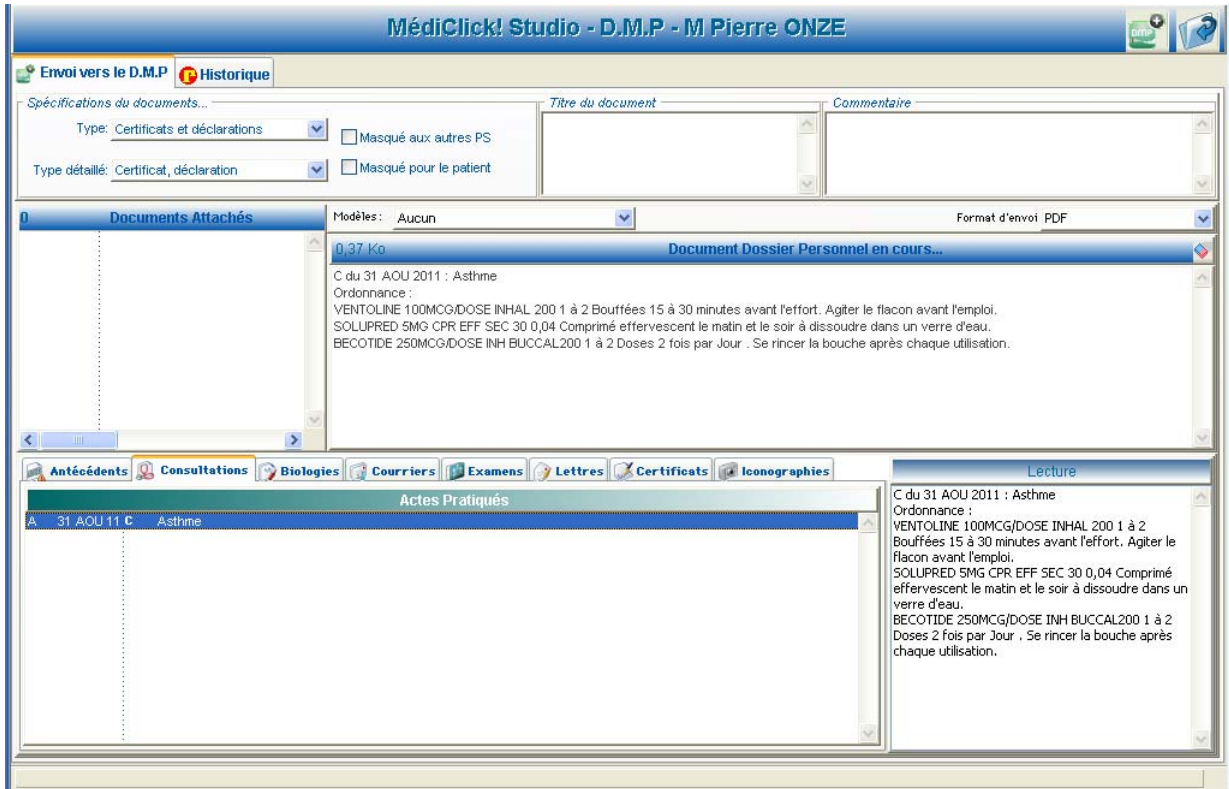 MédiClick! Studio - D.M.P - M Pierre ONZE
DMP
Envoi vers le D.M.P
Historique
Spécifications du documents...
Type: Certificats et déclarations
Masqué aux autres PS
Type détaillé: Certificat, déclaration
Masqué pour le patient
Titre du document
Commentaire
0 Documents Attachés
Modèles: Aucun
Format d'envoi PDF
0,37 Ko Document Dossier Personnel en cours...
C du 31 AOU 2011 : Asthme
Ordonnance :
VENTOLINE 100MCG/DOSE INHAL 200 1 à 2 Bouffées 15 à 30 minutes avant l'effort. Agiter le flacon avant l'emploi.
SOLUPRED 5MG CPR EFF SEC 30 0,04 Comprimé effervescent le matin et le soir à dissoudre dans un verre d'eau.
BECOTIDE 250MCG/DOSE INH BUCCAL200 1 à 2 Doses 2 fois par Jour . Se rincer la bouche après chaque utilisation.
Antécédents Consultations Biologies Courriers Examens Lettres Certificats Iconographies
Actes Pratiqués
A 31 AOU 11 C Asthme
Lecture
C du 31 AOU 2011 : Asthme
Ordonnance :
VENTOLINE 100MCG/DOSE INHAL 200 1 à 2
Bouffées 15 à 30 minutes avant l'effort. Agiter le
flacon avant l'emploi.
SOLUPRED 5MG CPR EFF SEC 30 0,04 Comprimé
effervescent le matin et le soir à dissoudre dans un
verre d'eau.
BECOTIDE 250MCG/DOSE INH BUCCAL200 1 à 2
Doses 2 fois par Jour . Se rincer la bouche après
chaque utilisation.